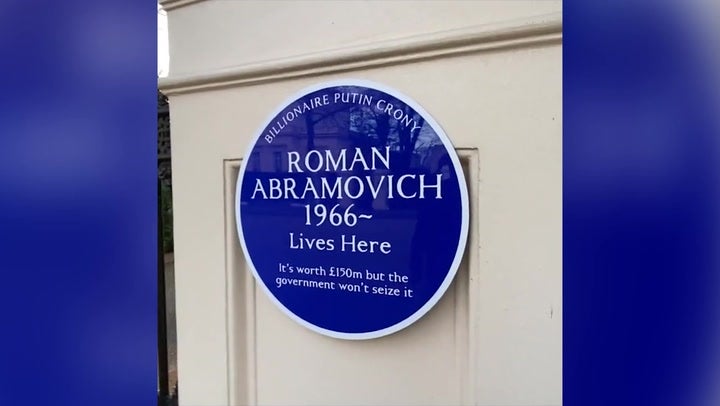 BILLIONAIRE PUTIN CRONY
ROMAN
ABRAMOVICH
1966~
Lives Here
It's worth £150m but the
government won't seize it